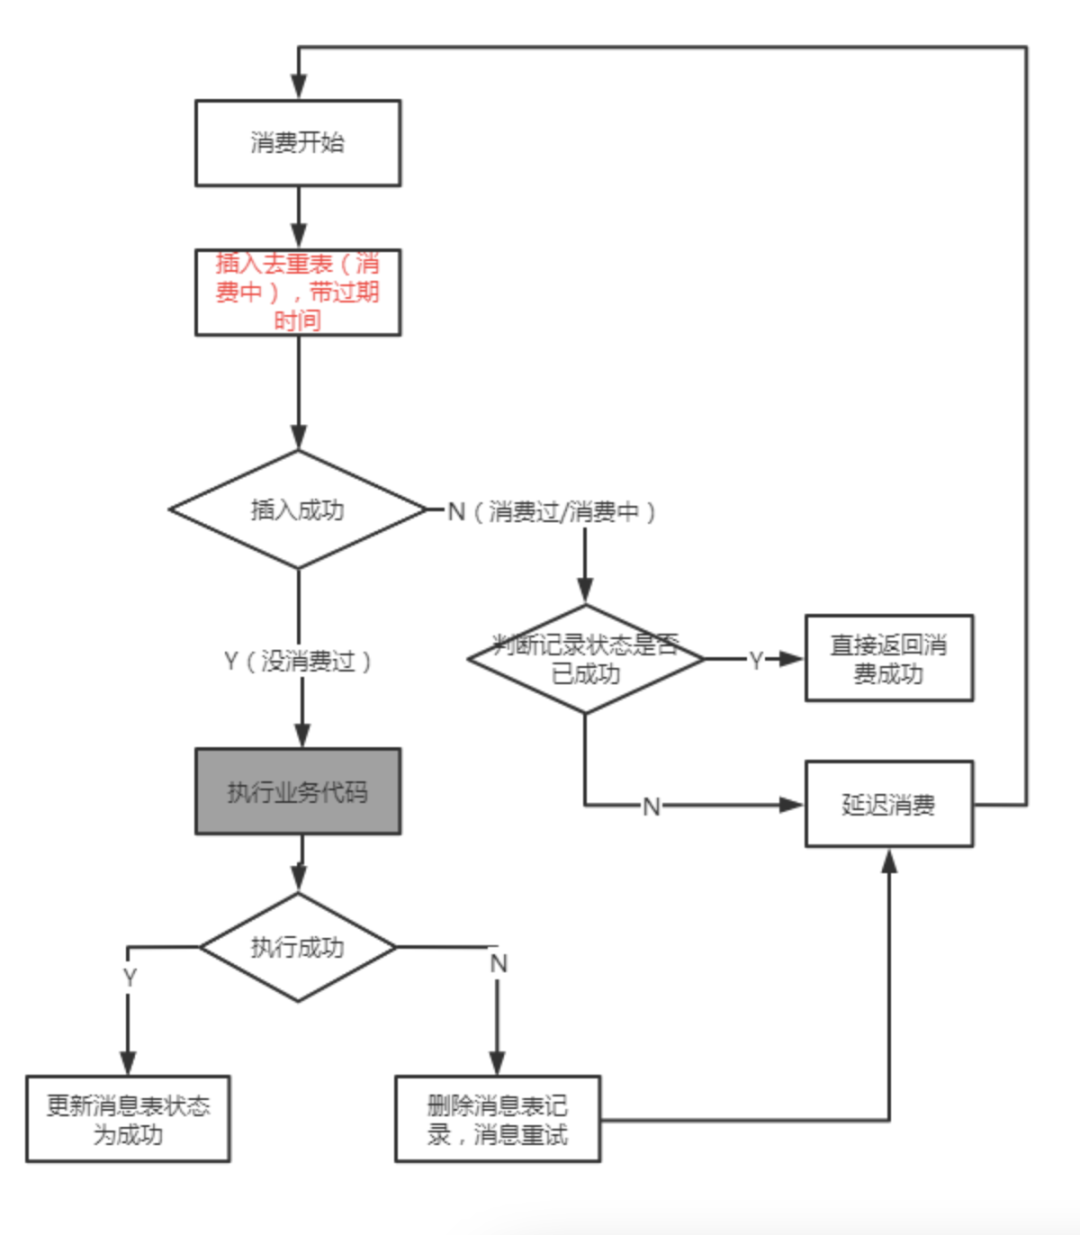 消费开始
插入去重表（消
费中），带过期
时间
插入成功
N（消费过/消费中）
判断记录状态是否
已成功
Y
直接返回消
费成功
Y（没消费过）
执行业务代码
N
延迟消费
执行成功
Y
N
更新消息表状态
为成功
删除消息表记
录，消息重试